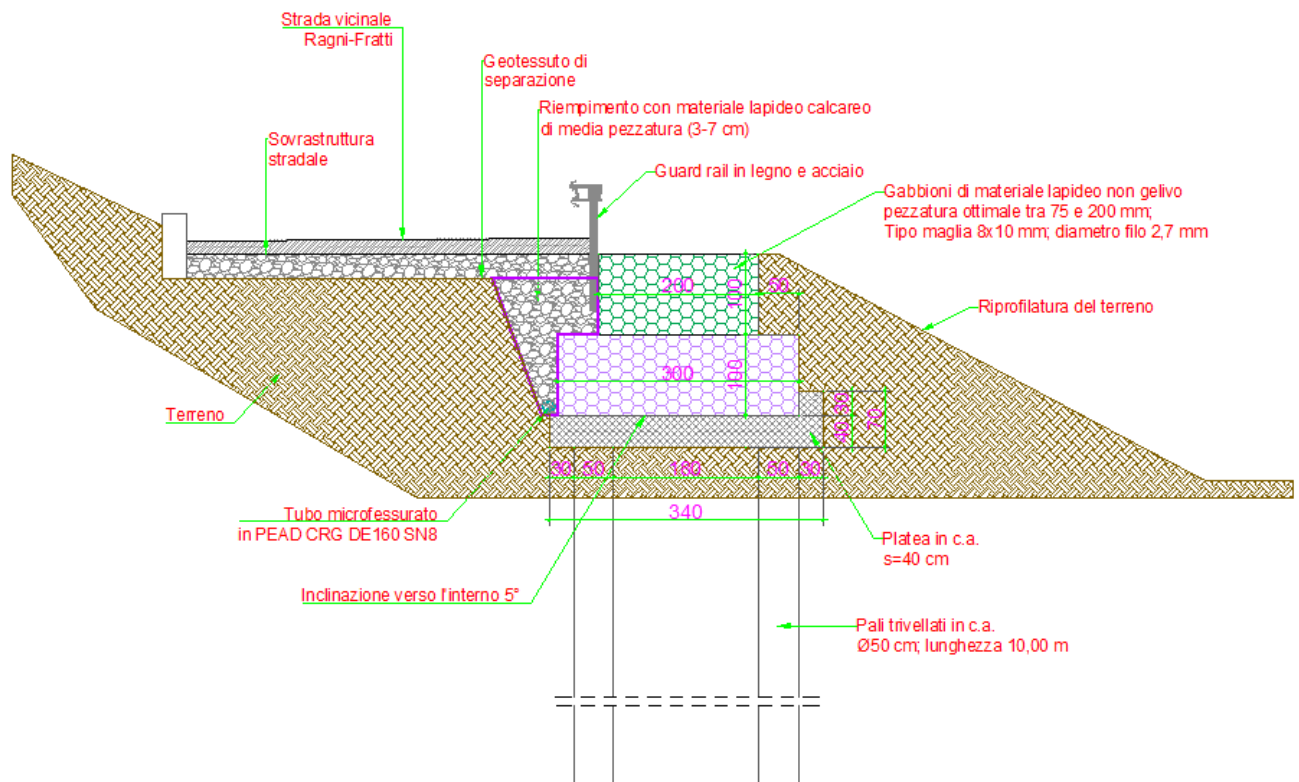 Strada vicinale
Ragni-Fratti
Geotessuto di
separazione
Riempimento con materiale lapideo calcareo
di media pezzatura (3-7 cm)
Sovrastruttura
stradale
Guard rail in legno e acciaio
Gabbioni di materiale lapideo non gelivo
pezzatura ottimale tra 75 e 200 mm;
Tipo maglia 8x10 mm; diametro filo 2,7 mm
200
100
50
Riprofilatura del terreno
300
100
Terreno
30
40
70
30
50
180
30
340
Tubo microfessurato
in PEAD CRG DE160 SN8
Platea in c.a.
s=40 cm
Inclinazione verso l'interno 5°
Pali trivellati in c.a.
Ø50 cm; lunghezza 10,00 m